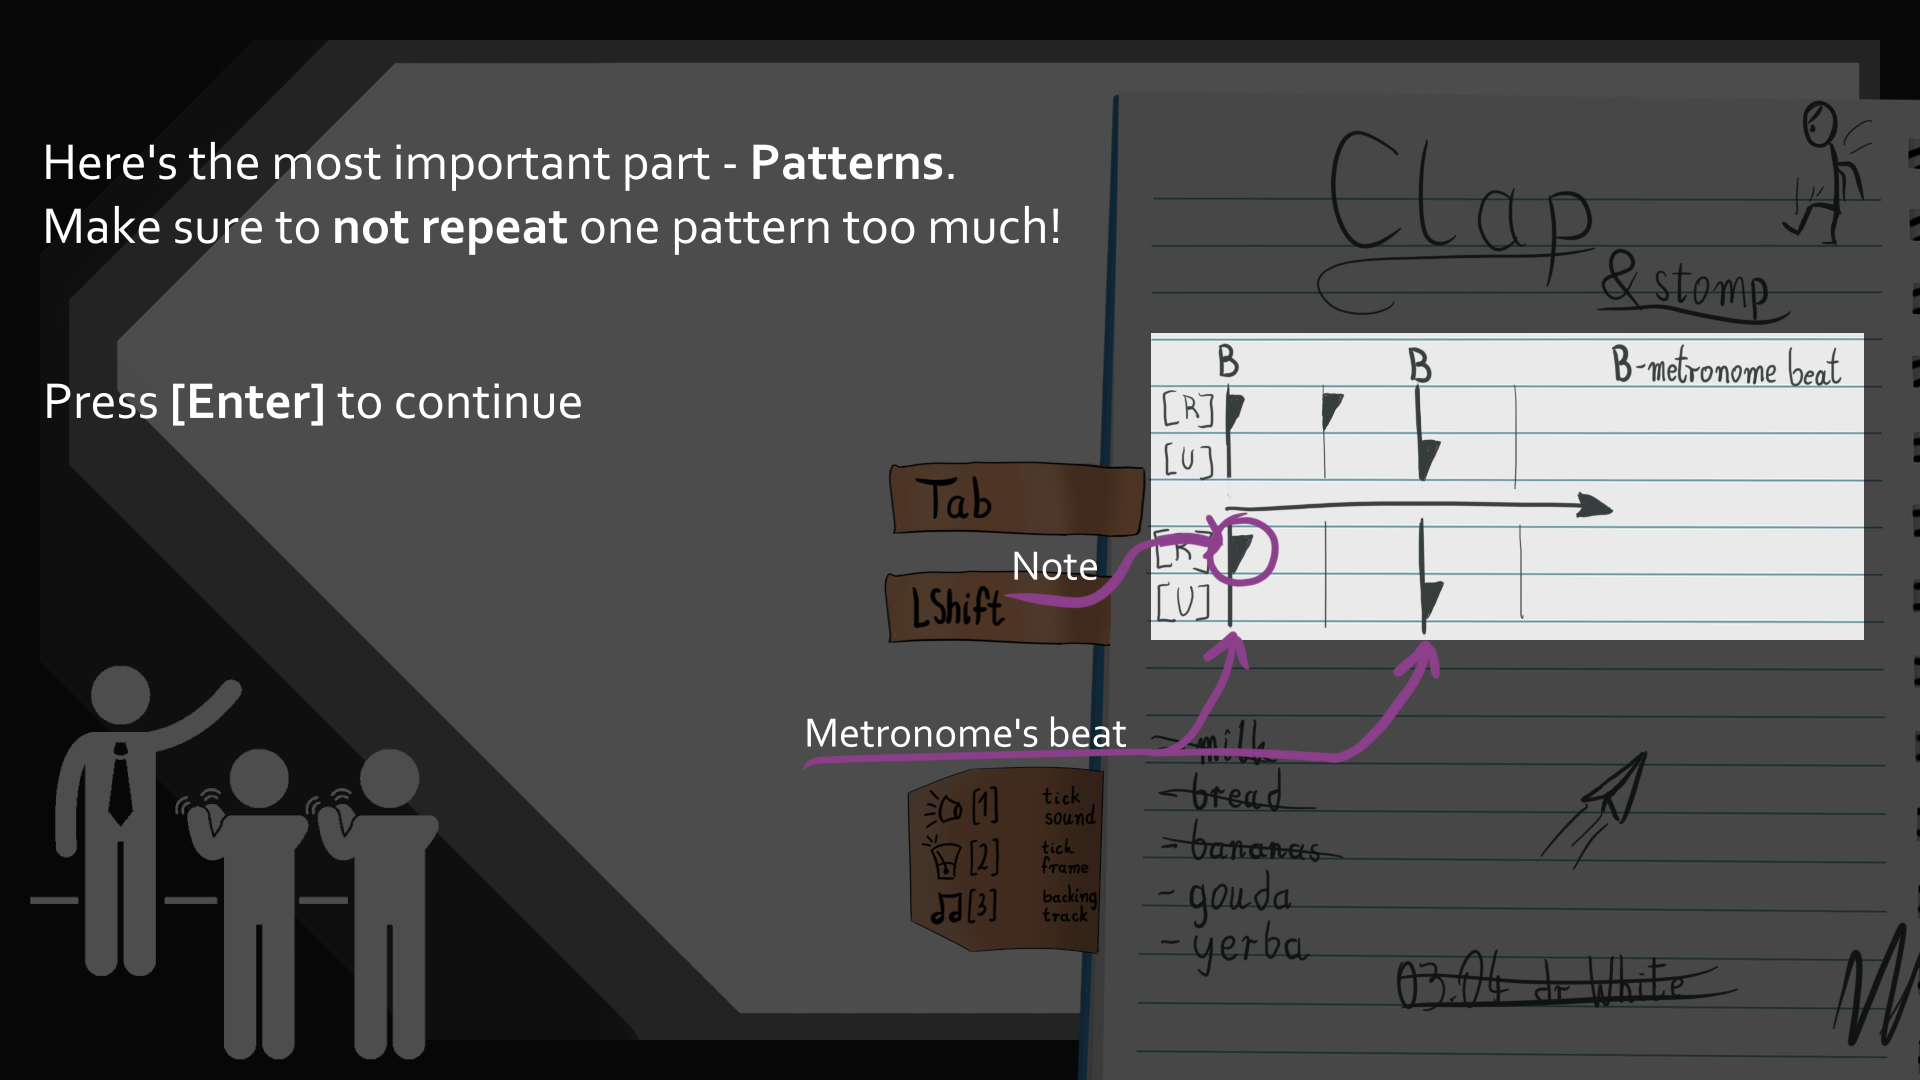 Here's the most important part - Patterns.
Make sure to not repeat one pattern too much!
Press [Enter] to continue
Clap
& stomp
B B B-metronome beat
[R]
[U]
[R]
[U]
Tab
Note
LShift
Metronome's beat
[1] tick sound
[2] tick frame
[3] backing track
- milk
- bread
- bananas
- gouda
- yerba
03.04 dr White